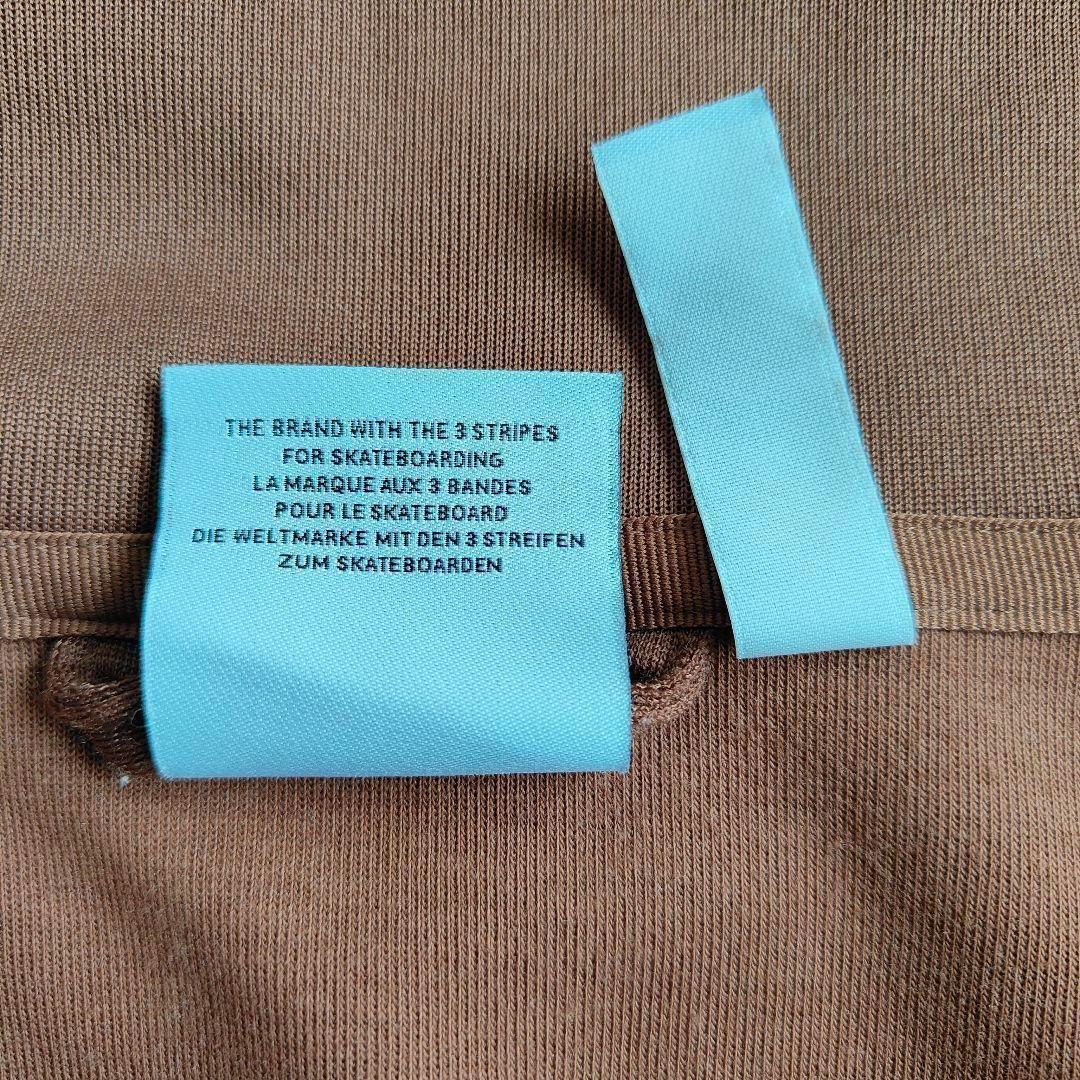 THE BRAND WITH THE 3 STRIPES
FOR SKATEBOARDING
LA MARQUE AUX 3 BANDES
POUR LE SKATEBOARD
DIE WELTMARKE MIT DEN 3 STREIFEN
ZUM SKATEBOARDEN